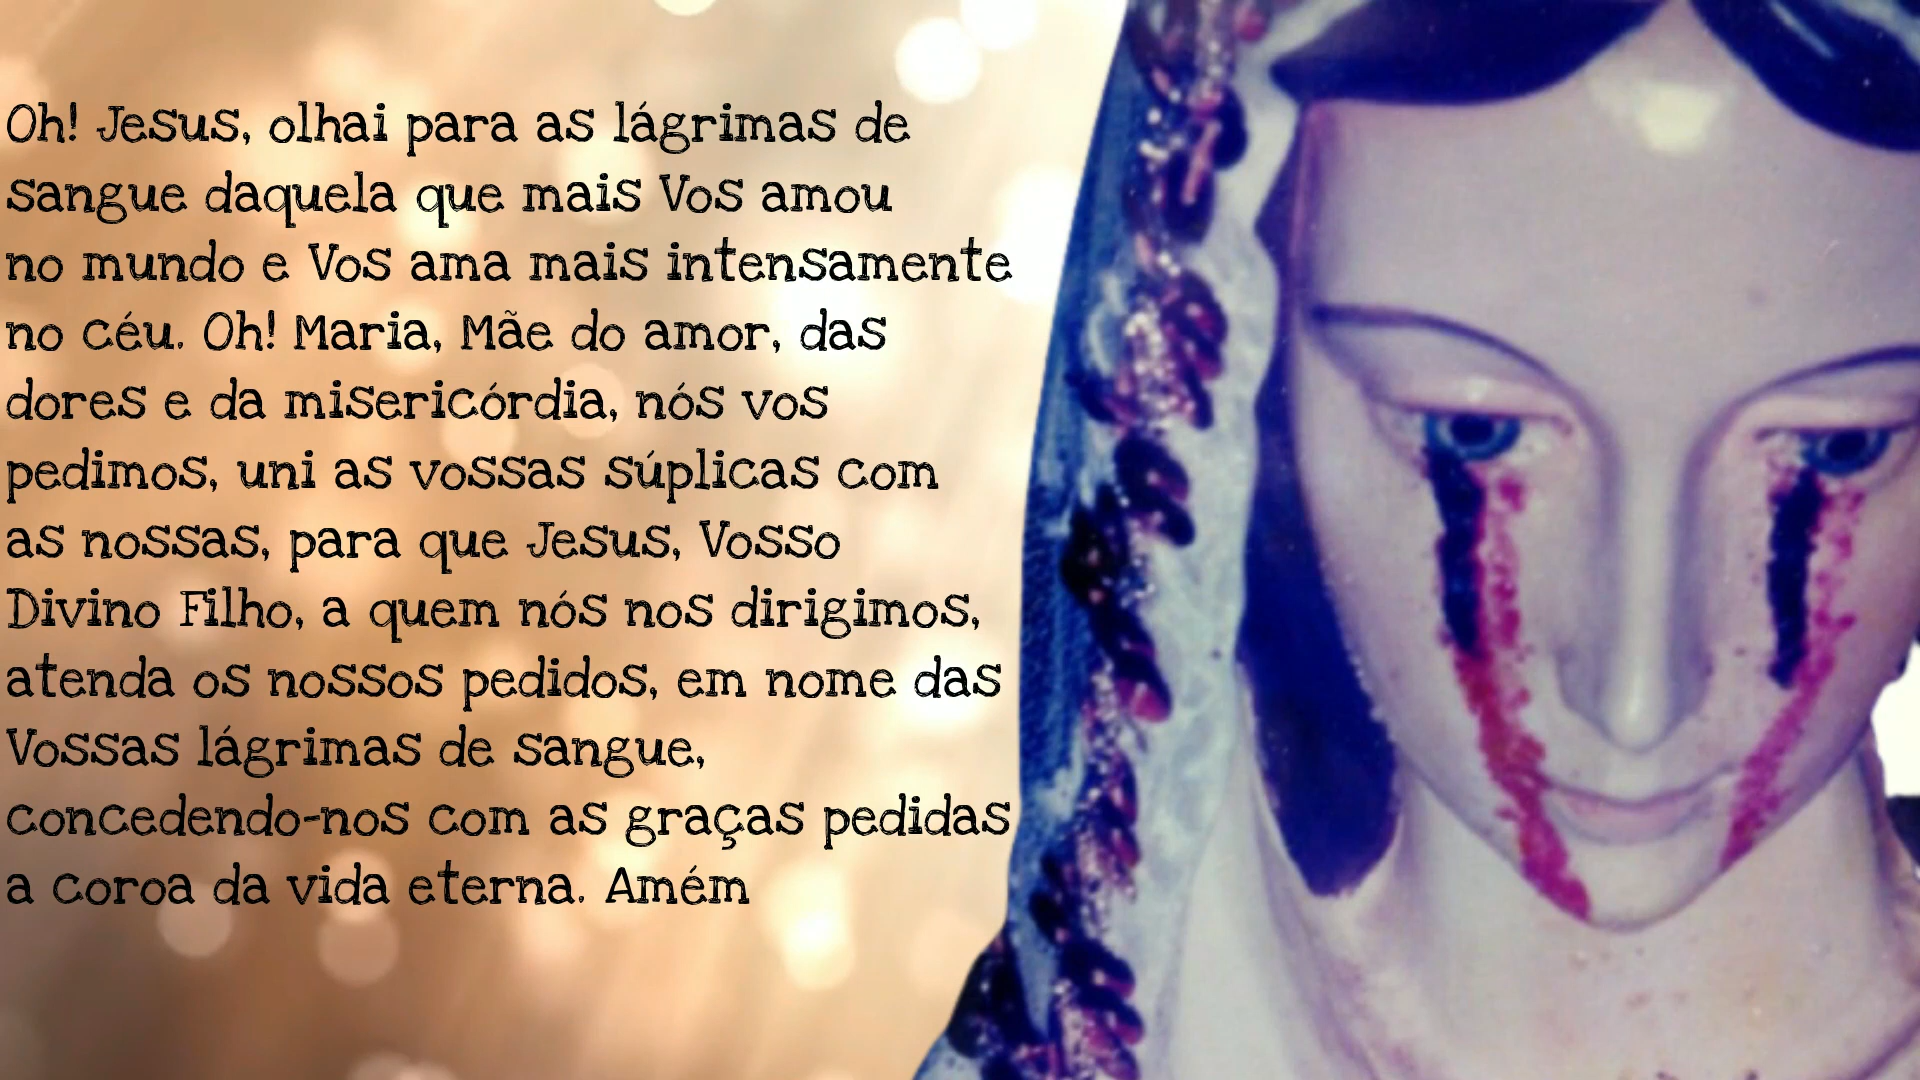 Oh! Jesus, olhai para as lágrimas de
sangue daquela que mais Vos amou
no mundo e Vos ama mais intensamente
no céu. Oh! Maria, Mãe do amor, das
dores e da misericórdia, nós vos
pedimos, uni as vossas súplicas com
as nossas, para que Jesus, Vosso
Divino Filho, a quem nós nos dirigimos,
atenda os nossos pedidos, em nome das
Vossas lágrimas de sangue,
concedendo-nos com as graças pedidas
a coroa da vida eterna. Amém